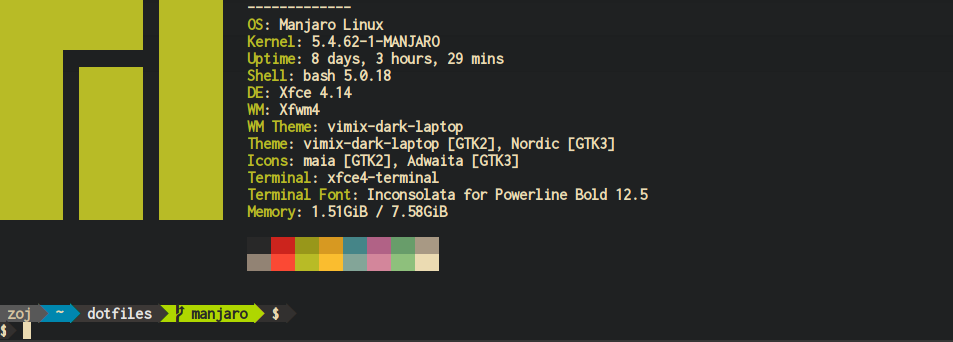 -------------
OS: Manjaro Linux
Kernel: 5.4.62-1-MANJARO
Uptime: 8 days, 3 hours, 29 mins
Shell: bash 5.0.18
DE: Xfce 4.14
WM: Xfwm4
WM Theme: vimix-dark-laptop
Theme: vimix-dark-laptop [GTK2], Nordic [GTK3]
Icons: maia [GTK2], Adwaita [GTK3]
Terminal: xfce4-terminal
Terminal Font: Inconsolata for Powerline Bold 12.5
Memory: 1.51GiB / 7.58GiB
zoj ~ dotfiles manjaro $
$